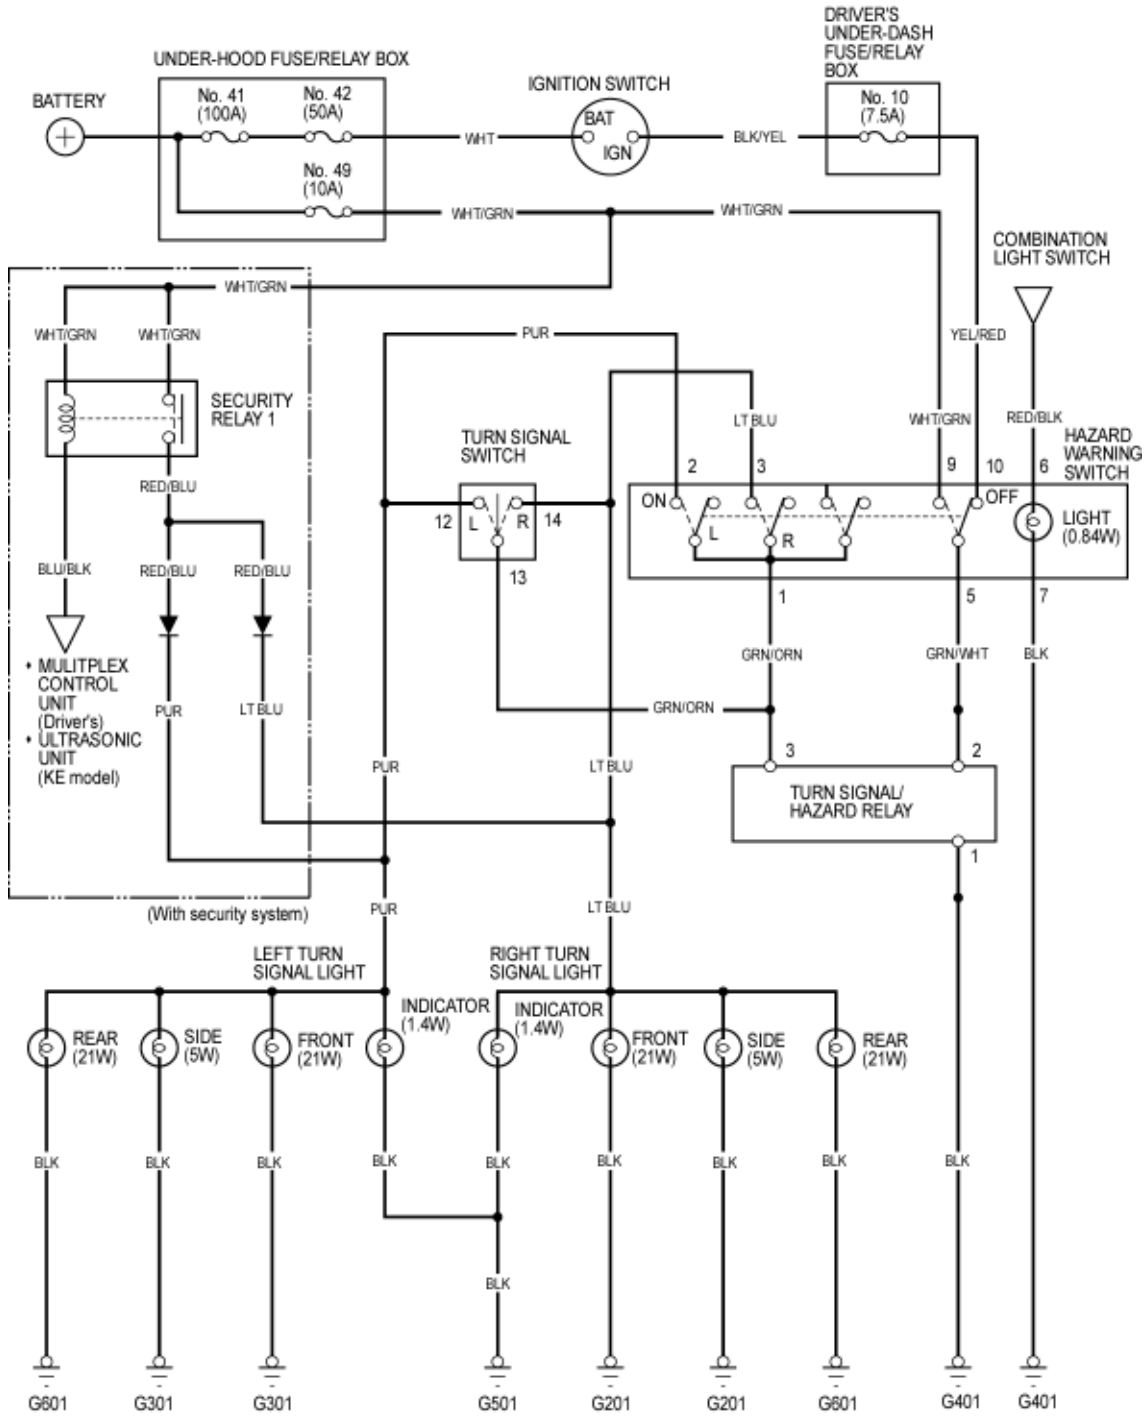 DRIVER'S
UNDER-DASH
FUSE/RELAY
BOX
UNDER-HOOD FUSE/RELAY BOX
IGNITION SWITCH
BATTERY
No. 41
(100A)
No. 42
(50A)
No. 10
(7.5A)
BAT
IGN
WHT
BLK/YEL
No. 49
(10A)
WHT/GRN
WHT/GRN
COMBINATION
LIGHT SWITCH
WHT/GRN
WHT/GRN
WHT/GRN
PUR
YEL/RED
SECURITY
RELAY 1
LT BLU
WHT/GRN
RED/BLK
TURN SIGNAL
SWITCH
HAZARD
WARNING
SWITCH
2
3
9
10
6
RED/BLU
ON
OFF
12
L
R
14
L
R
LIGHT
(0.84W)
BLU/BLK
RED/BLU
RED/BLU
13
1
5
7
GRN/ORN
GRN/WHT
BLK
• MULITPLEX
CONTROL
UNIT
(Driver's)
• ULTRASONIC
UNIT
(KE model)
PUR
LT BLU
GRN/ORN
PUR
LT BLU
3
2
TURN SIGNAL/
HAZARD RELAY
1
(With security system)
PUR
LT BLU
LEFT TURN
SIGNAL LIGHT
RIGHT TURN
SIGNAL LIGHT
REAR
(21W)
SIDE
(5W)
FRONT
(21W)
INDICATOR
(1.4W)
INDICATOR
(1.4W)
FRONT
(21W)
SIDE
(5W)
REAR
(21W)
BLK
BLK
BLK
BLK
BLK
BLK
BLK
BLK
BLK
BLK
G601
G301
G301
G501
G201
G201
G601
G401
G401